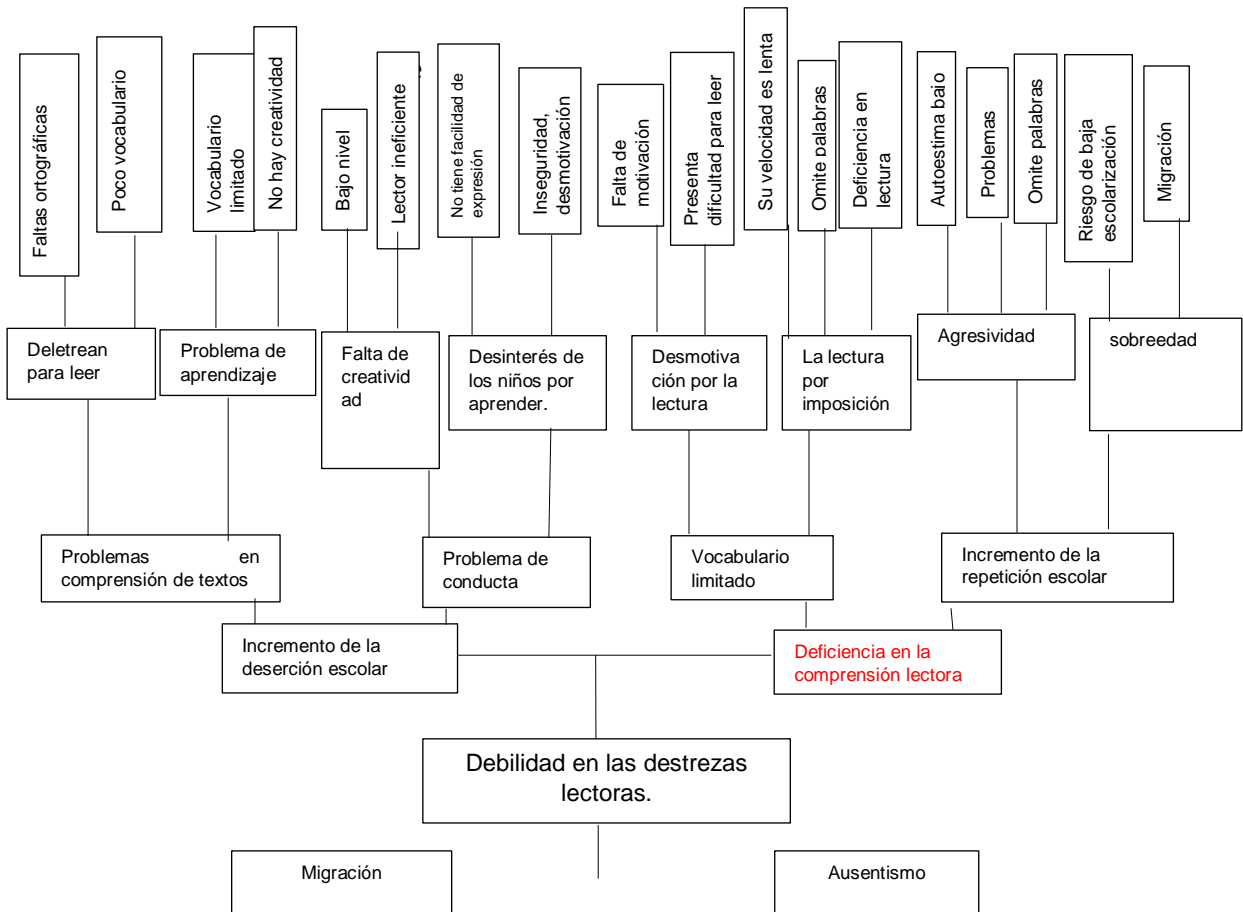 Faltas ortográficas
Poco vocabulario
Vocabulario
limitado
No hay creatividad
Bajo nivel
Lector ineficiente
No tiene facilidad de
expresión
Inseguridad,
desmotivación
Falta de
motivación
Presenta
dificultad para leer
Su velocidad es lenta
Omite palabras
Deficiencia en
lectura
Autoestima bajo
Problemas
Omite palabras
Riesgo de baja
escolarización
Migración
Deletrean
para leer
Problema de
aprendizaje
Falta de
creativid
ad
Desinterés de
los niños por
aprender.
Desmotiva
ción por la
lectura
La lectura
por
imposición
Agresividad
sobreedad
Problemas en
comprensión de textos
Problema de
conducta
Vocabulario
limitado
Incremento de la
repetición escolar
Incremento de la
deserción escolar
Deficiencia en la
comprensión lectora
Debilidad en las destrezas
lectoras.
Migración
Ausentismo